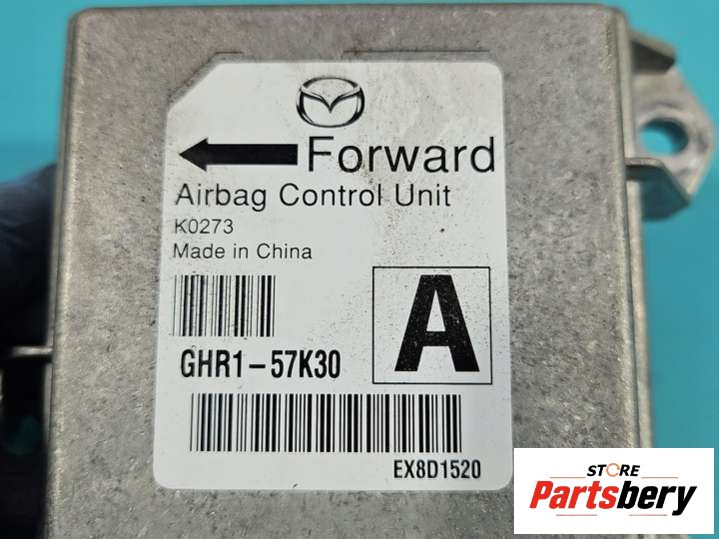 Forward
Airbag Control Unit
K0273
Made in China
A
GHR1-57K30
EX8D1520
STORE
Partsbery